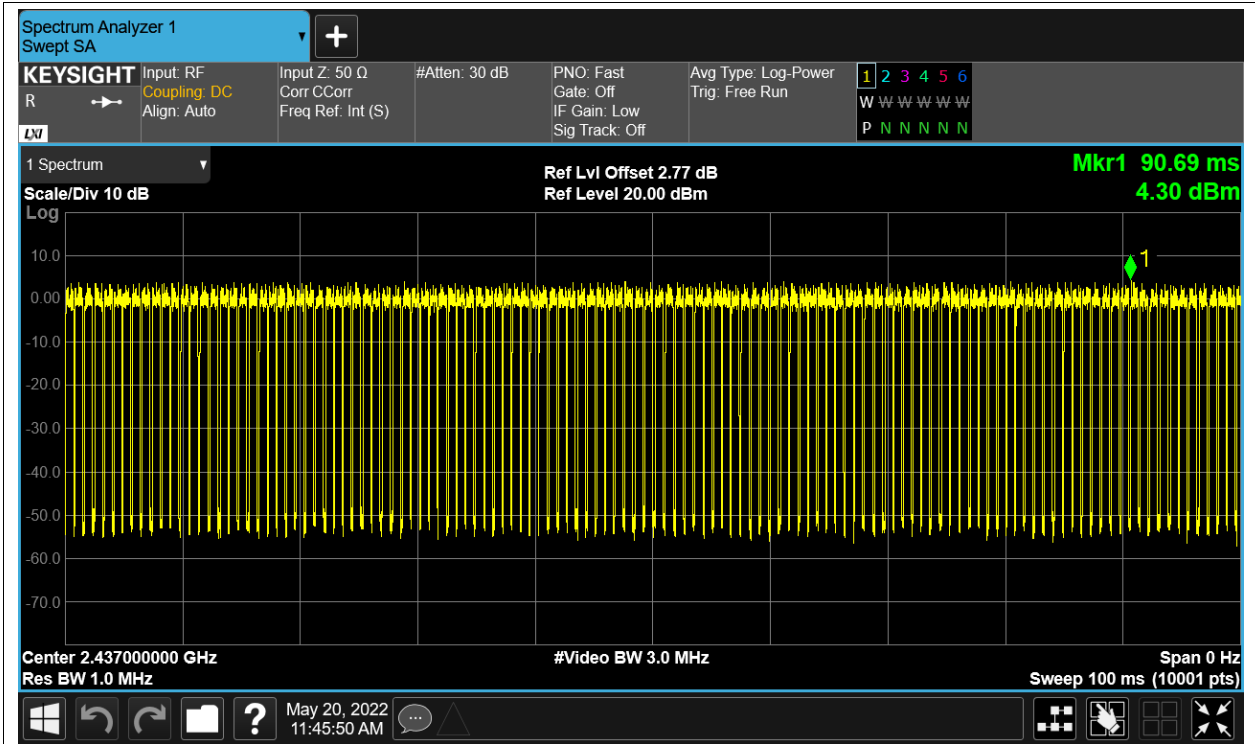 Spectrum Analyzer 1
Swept SA
KEYSIGHT
R
LXI
Input: RF
Coupling: DC
Align: Auto
Input Z: 50 Ω
Corr CCorr
Freq Ref: Int (S)
#Atten: 30 dB
PNO: Fast
Gate: Off
IF Gain: Low
Sig Track: Off
Avg Type: Log-Power
Trig: Free Run
1 2 3 4 5 6
W W W W W W
P N N N N N
1 Spectrum
Scale/Div 10 dB
Log
Ref Lvl Offset 2.77 dB
Ref Level 20.00 dBm
Mkr1 90.69 ms
4.30 dBm
1
10.0
0.00
-10.0
-20.0
-30.0
-40.0
-50.0
-60.0
-70.0
Center 2.437000000 GHz
#Video BW 3.0 MHz
Span 0 Hz
Res BW 1.0 MHz
Sweep 100 ms (10001 pts)
?
May 20, 2022
11:45:50 AM